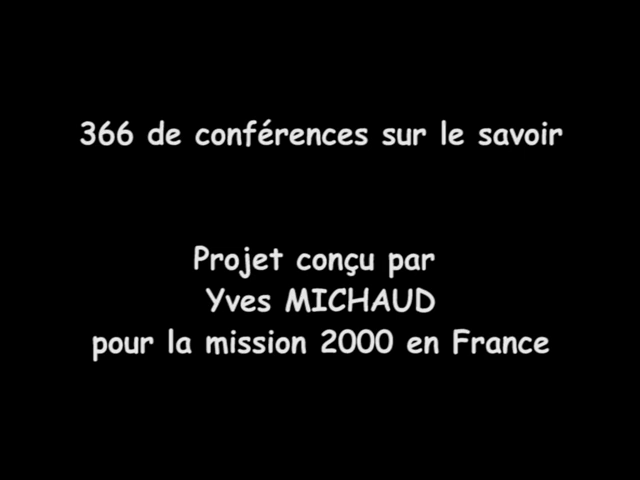 366 de conférences sur le savoir
Projet conçu par
Yves MICHAUD
pour la mission 2000 en France